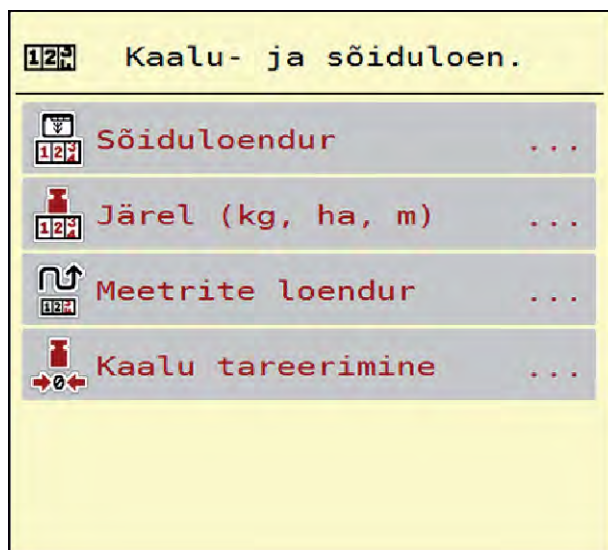 Kaalu- ja sõiduloen.
Sõiduloendur ...
Järel (kg, ha, m) ...
Meetrite loendur ...
Kaalu tareerimine ...